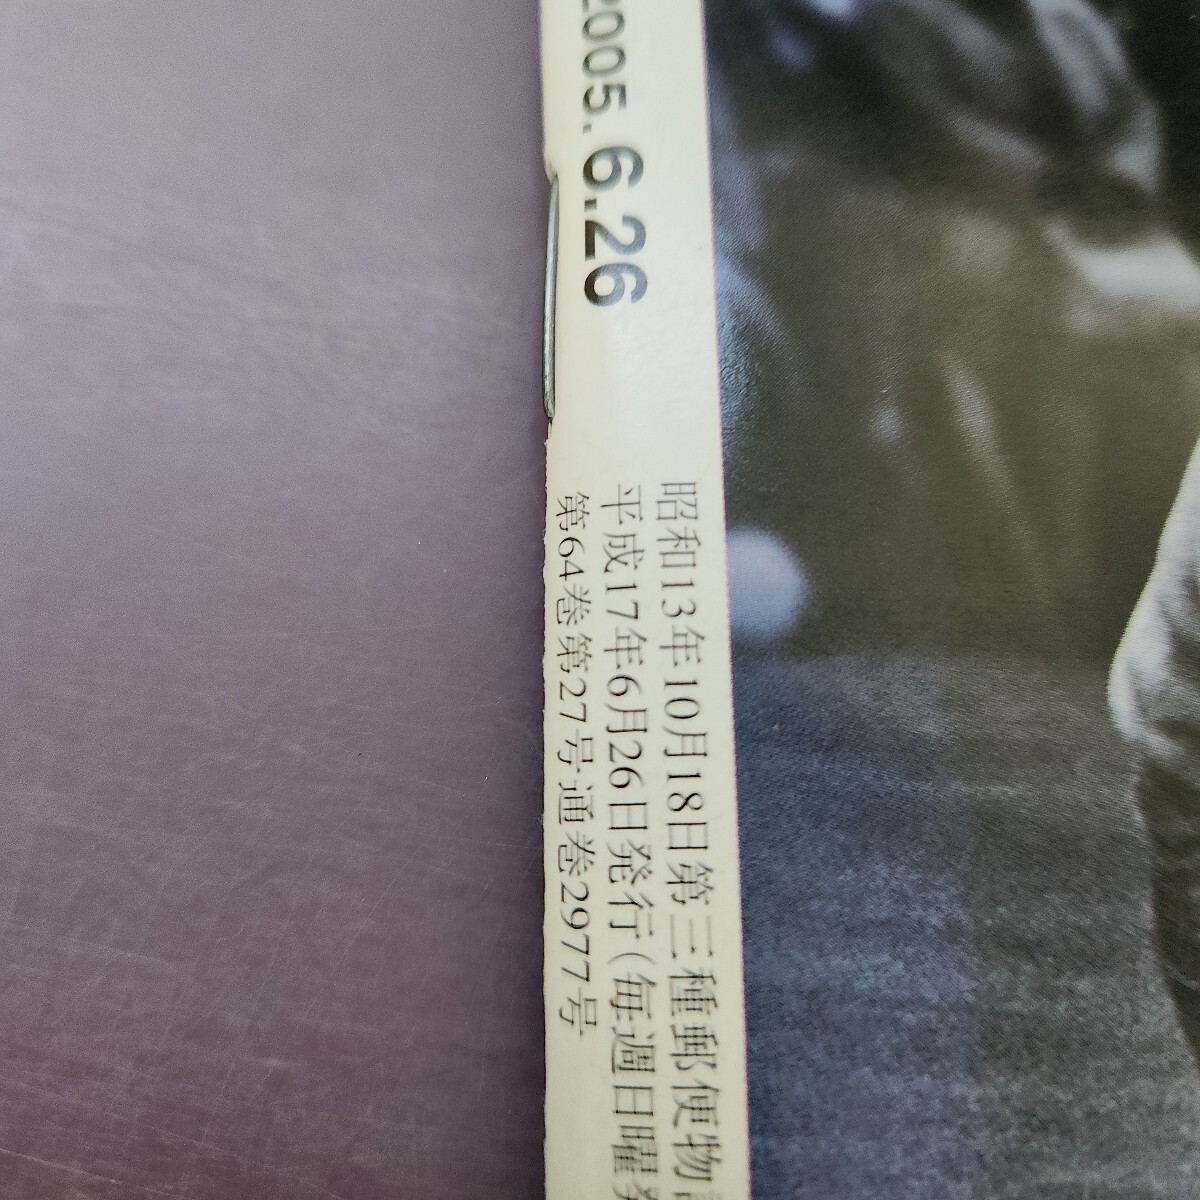 2005. 6.26
昭和13年10月18日第三種郵便物
平成17年6月26日発行（毎週日曜
第64巻第27号通巻2977号